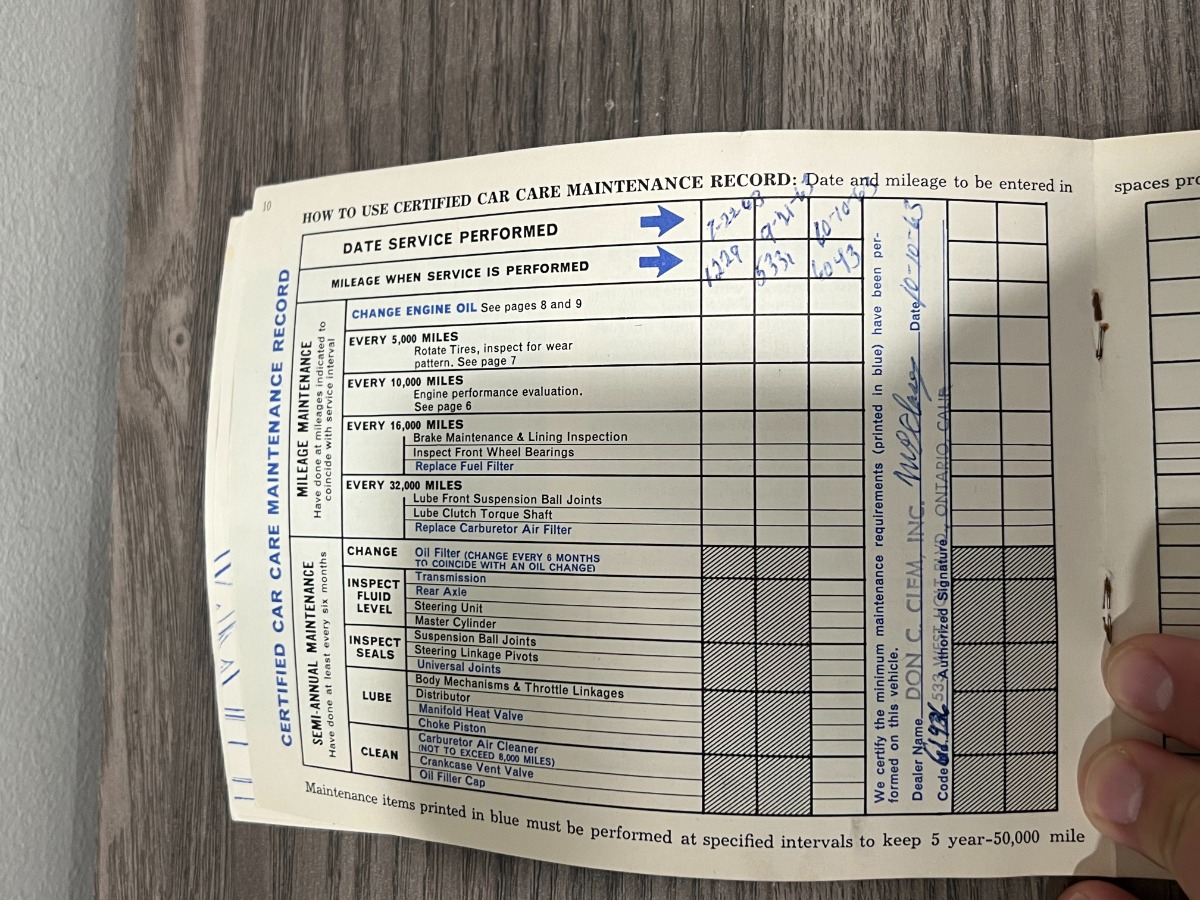 10
HOW TO USE CERTIFIED CAR CARE MAINTENANCE RECORD: Date and mileage to be entered in
spaces pro
CERTIFIED CAR CARE MAINTENANCE RECORD
DATE SERVICE PERFORMED
7-22-63 9-21-63 10-10-63
MILEAGE WHEN SERVICE IS PERFORMED
1229 5331 6093
MILEAGE MAINTENANCE
Have done at mileages indicated to
coincide with service interval
CHANGE ENGINE OIL See pages 8 and 9
EVERY 5,000 MILES
Rotate Tires, inspect for wear
pattern. See page 7
EVERY 10,000 MILES
Engine performance evaluation.
See page 6
EVERY 16,000 MILES
Brake Maintenance & Lining Inspection
Inspect Front Wheel Bearings
Replace Fuel Filter
EVERY 32,000 MILES
Lube Front Suspension Ball Joints
Lube Clutch Torque Shaft
Replace Carburetor Air Filter
SEMI-ANNUAL MAINTENANCE
Have done at least every six months
CHANGE
Oil Filter (CHANGE EVERY 6 MONTHS
TO COINCIDE WITH AN OIL CHANGE)
INSPECT
FLUID
LEVEL
Transmission
Rear Axle
Steering Unit
Master Cylinder
INSPECT
SEALS
Suspension Ball Joints
Steering Linkage Pivots
Universal Joints
LUBE
Body Mechanisms & Throttle Linkages
Distributor
Manifold Heat Valve
Choke Piston
CLEAN
Carburetor Air Cleaner
(NOT TO EXCEED 8,000 MILES)
Crankcase Vent Valve
Oil Filler Cap
We certify the minimum maintenance requirements (printed in blue) have been per-
formed on this vehicle.
Dealer Name DON C. CLEM, INC. Date 10-10-63
Code Authorized Signature
533 WEST HOLT BLVD., ONTARIO, CALIF.
Maintenance items printed in blue must be performed at specified intervals to keep 5 year-50,000 mile